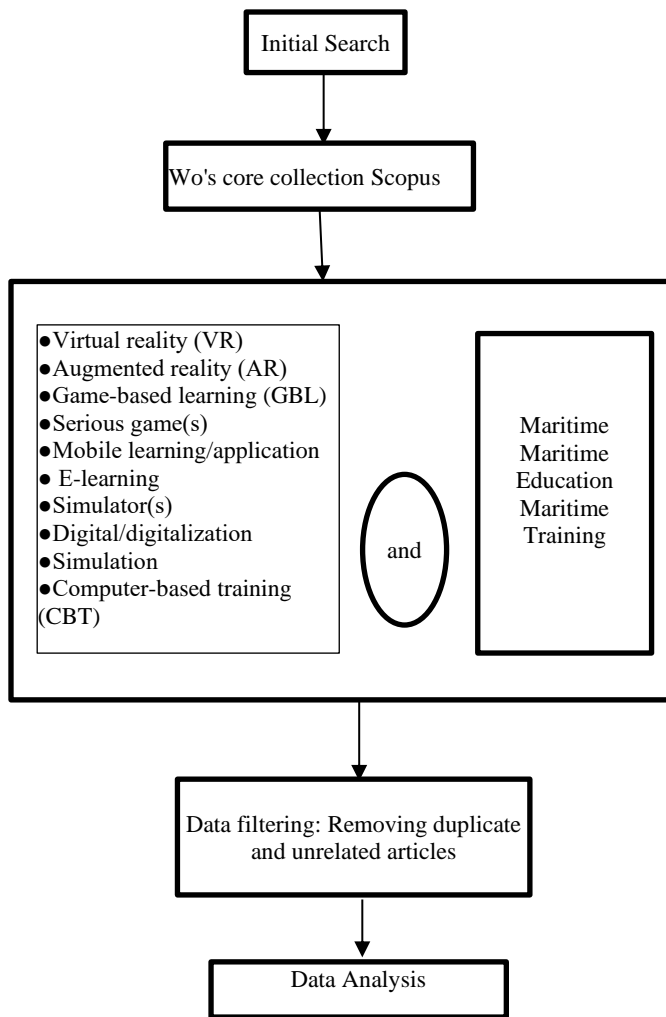 Initial Search
Wo's core collection Scopus
●Virtual reality (VR)
●Augmented reality (AR)
●Game-based learning (GBL)
●Serious game(s)
●Mobile learning/application
● E-learning
●Simulator(s)
●Digital/digitalization
●Simulation
●Computer-based training
(CBT)
and
Maritime
Maritime
Education
Maritime
Training
Data filtering: Removing duplicate
and unrelated articles
Data Analysis